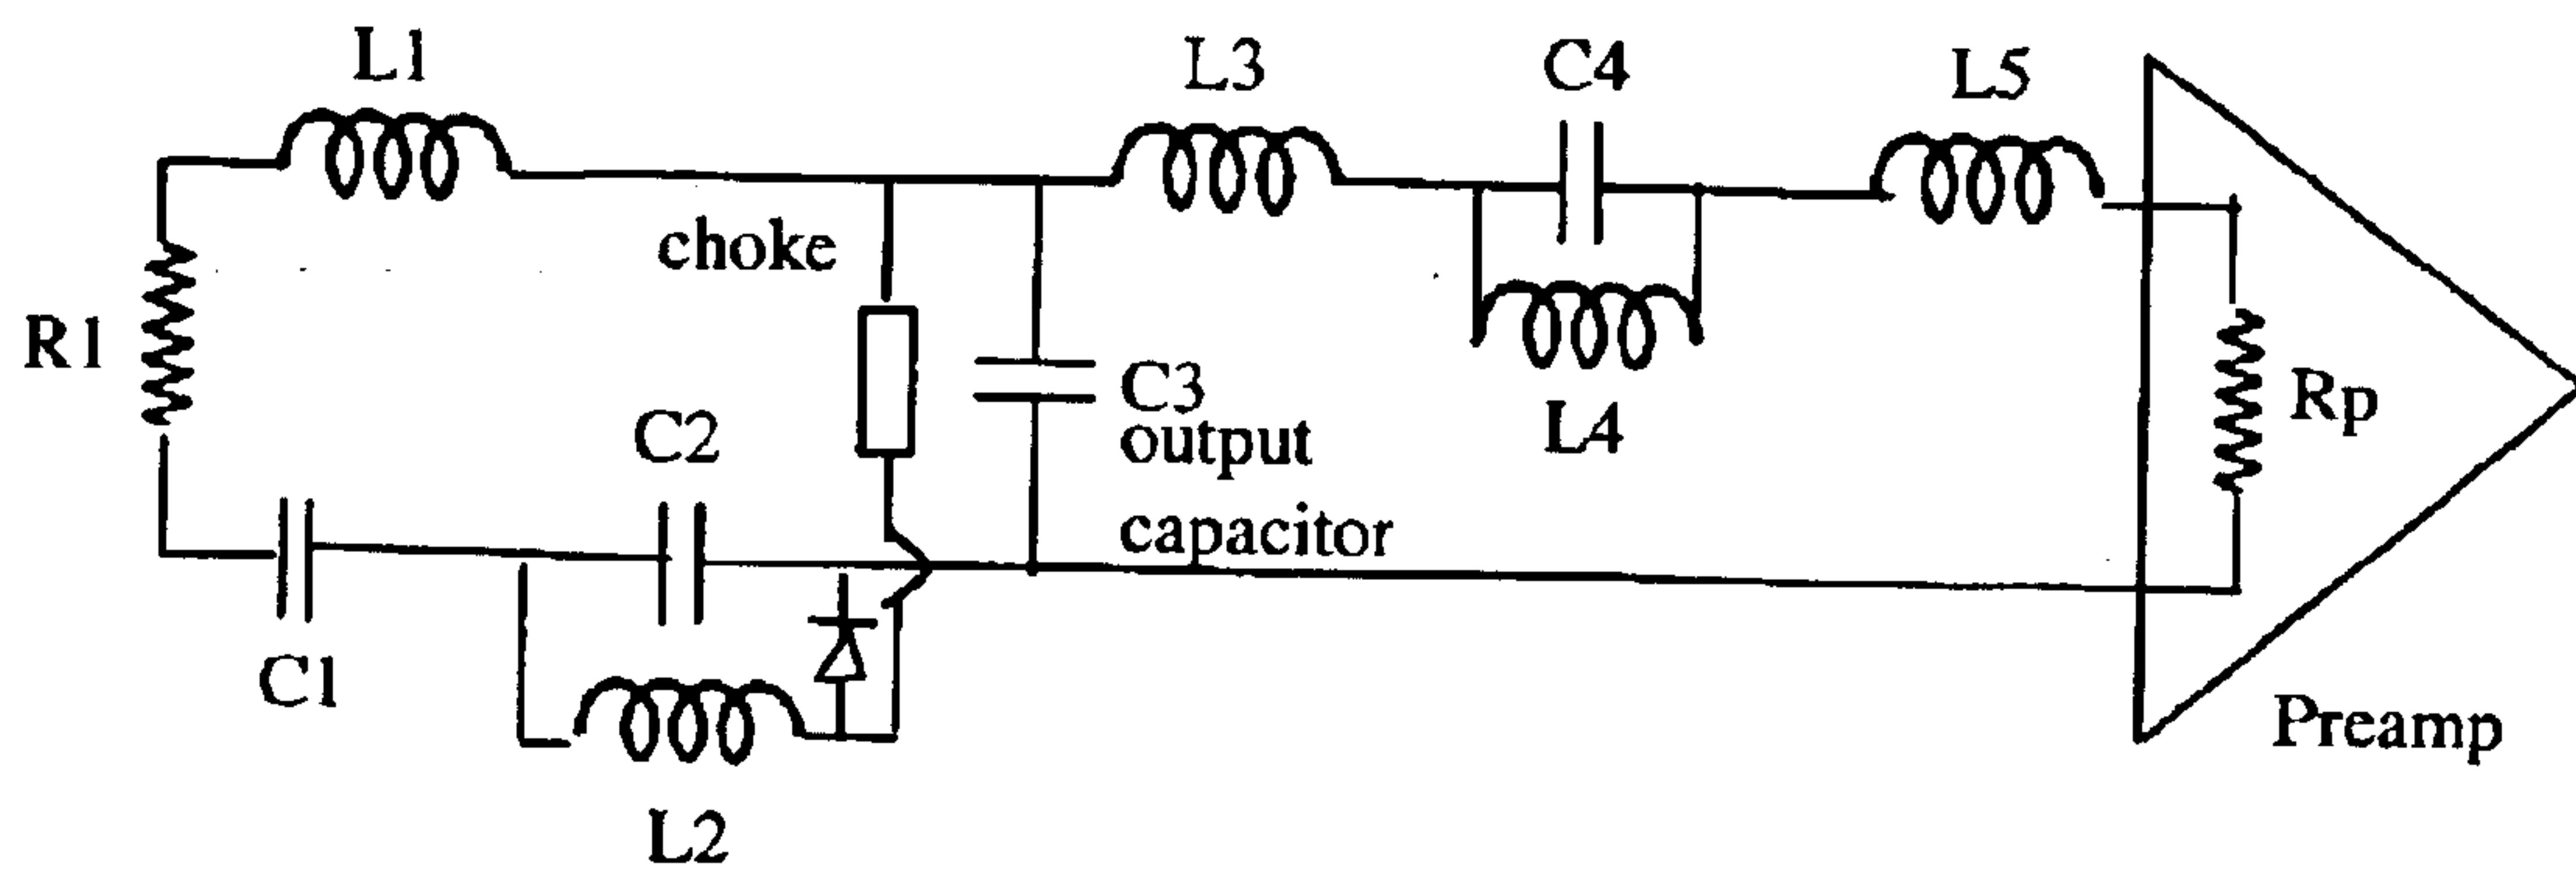 L1
L3
C4
L5
choke
R1
C3
output
capacitor
C2
L4
Rp
C1
L2
Preamp